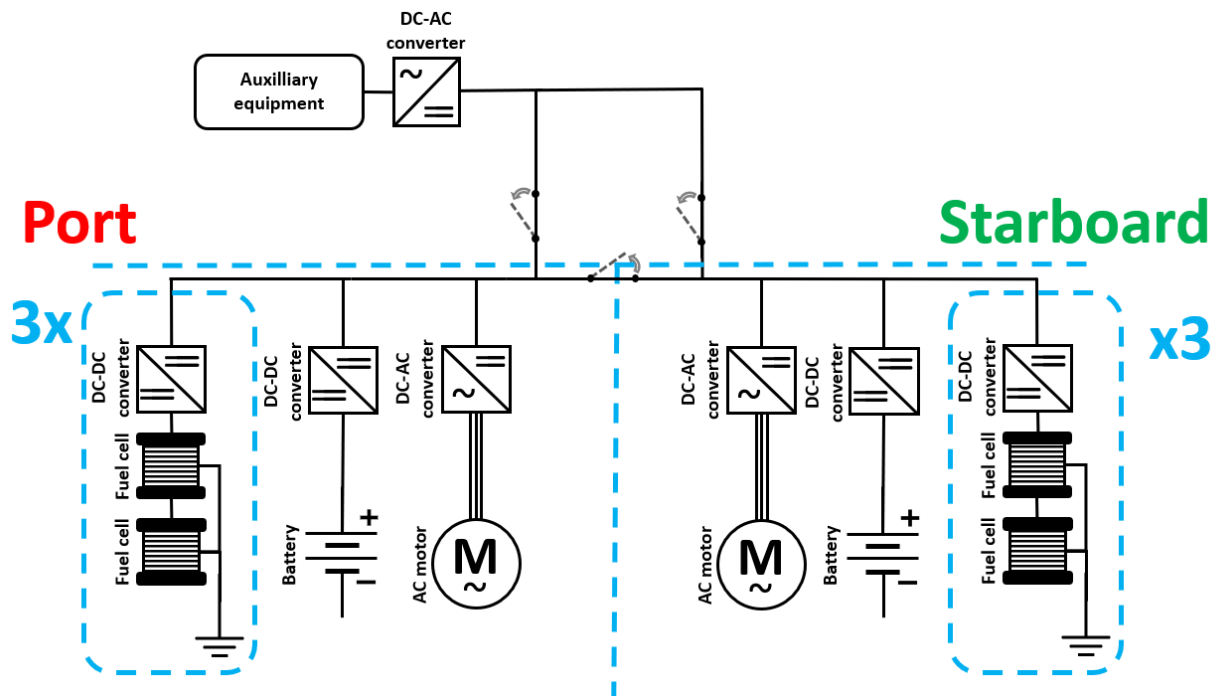 DC-AC
converter
Auxilliary
equipment
Port
Starboard
3x
x3
DC-DC
converter
DC-DC
converter
DC-AC
converter
DC-AC
converter
DC-DC
converter
DC-DC
converter
Fuel cell
Fuel cell
Battery
+
−
AC motor
M
~
AC motor
M
~
Battery
+
−
Fuel cell
Fuel cell